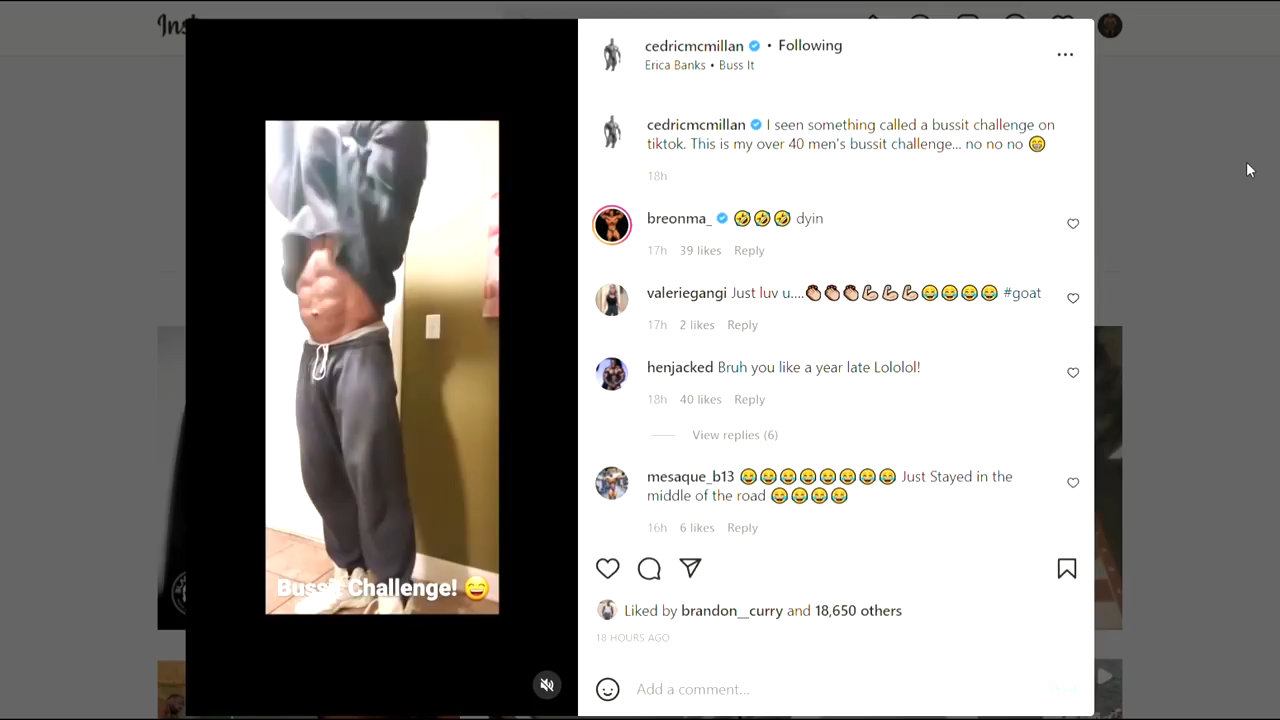 Inst
cedricmcmillan • Following
Erica Banks • Buss It
cedricmcmillan I seen something called a bussit challenge on
tiktok. This is my over 40 men's bussit challenge... no no no 😁
18h
breonma_ 🤣🤣🤣 dyin
17h 39 likes Reply
valeriegangi Just luv u....👏🏼👏🏼👏🏼💪🏼💪🏼💪🏼😂😂😂😂 #goat
17h 2 likes Reply
henjacked Bruh you like a year late Lololol!
18h 40 likes Reply
View replies (6)
mesaque_b13 😂😂😂😂😂😂😂😂 Just Stayed in the
middle of the road 😂😂😂😂
16h 6 likes Reply
Bussit Challenge! 😄
Liked by brandon__curry and 18,650 others
18 HOURS AGO
Add a comment...